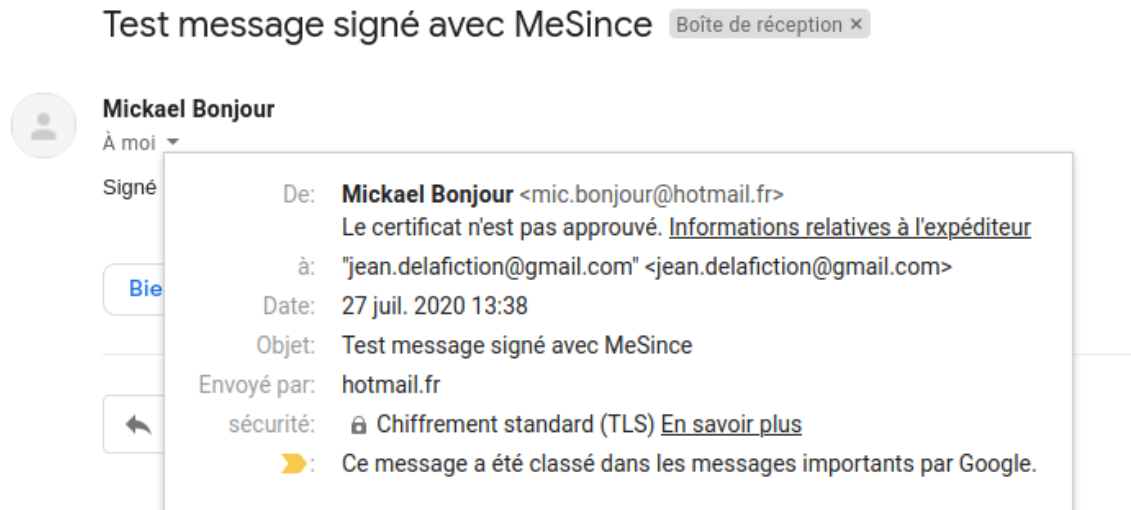 Test message signé avec MeSince Boîte de réception ×
Mickael Bonjour
À moi
Signé
De: Mickael Bonjour <mic.bonjour@hotmail.fr>
Le certificat n'est pas approuvé. Informations relatives à l'expéditeur
à: "jean.delafiction@gmail.com" <jean.delafiction@gmail.com>
Bie
Date: 27 juil. 2020 13:38
Objet: Test message signé avec MeSince
Envoyé par: hotmail.fr
sécurité: Chiffrement standard (TLS) En savoir plus
: Ce message a été classé dans les messages importants par Google.